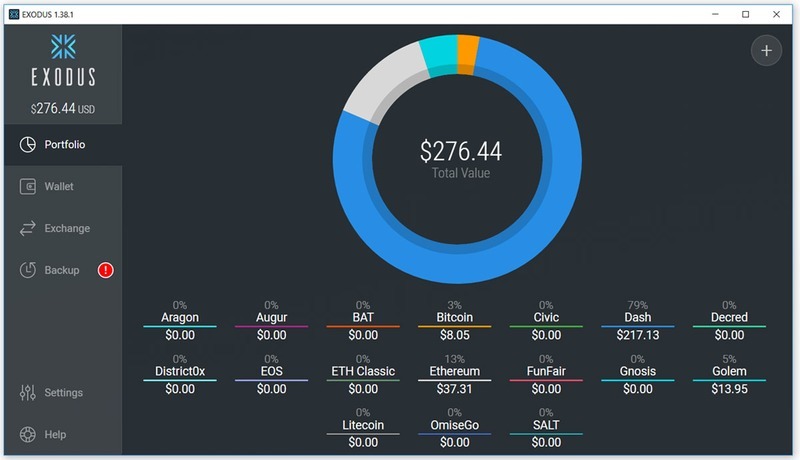 EXODUS 1.38.1
EXODUS
$276.44 USD
Portfolio
Wallet
Exchange
Backup
!
Settings
Help
$276.44
Total Value
0% 0% 0% 3% 0% 79% 0%
Aragon Augur BAT Bitcoin Civic Dash Decred
$0.00 $0.00 $0.00 $8.05 $0.00 $217.13 $0.00
0% 0% 0% 13% 0% 0% 5%
District0x EOS ETH Classic Ethereum FunFair Gnosis Golem
$0.00 $0.00 $0.00 $37.31 $0.00 $0.00 $13.95
0% 0% 0%
Litecoin OmiseGo SALT
$0.00 $0.00 $0.00